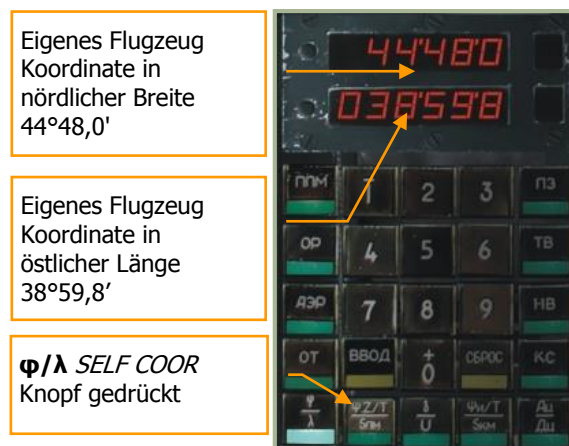 Eigenes Flugzeug
Koordinate in
nördlicher Breite
44°48,0'
Eigenes Flugzeug
Koordinate in
östlicher Länge
38°59,8’
φ/λ SELF COOR
Knopf gedrückt
44'48'0
038'59'8
ППМ 1 2 3 ПЗ
ОР 4 5 6 ТВ
АЭР 7 8 9 НВ
ОТ ВВОД + 0 СБРОС КС
φ/λ ΨZ/T Sпм δ/U Ψи/T Sкм Ац Дц